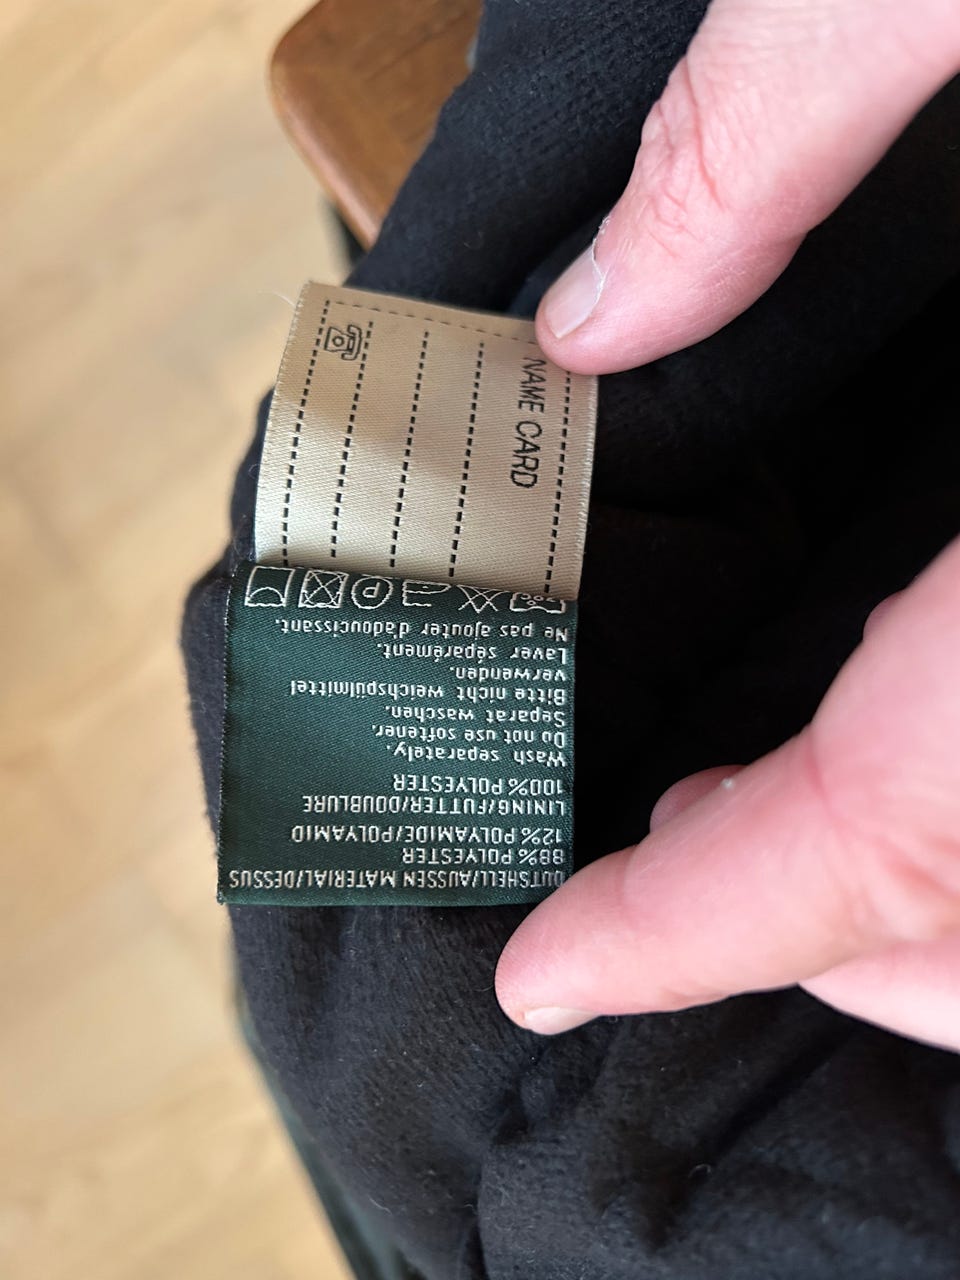 NAME CARD
OUTSHELL/AUSSEN MATERIAL/DESSUS
88% POLYESTER
12% POLYAMIDE/POLYAMID
LINING/FUTTER/DOUBLURE
100% POLYESTER
Wash separately.
Do not use softener.
Separat waschen.
Bitte nicht weichspülmittel
verwenden.
Laver séparément.
Ne pas ajouter d'adoucissant.
P